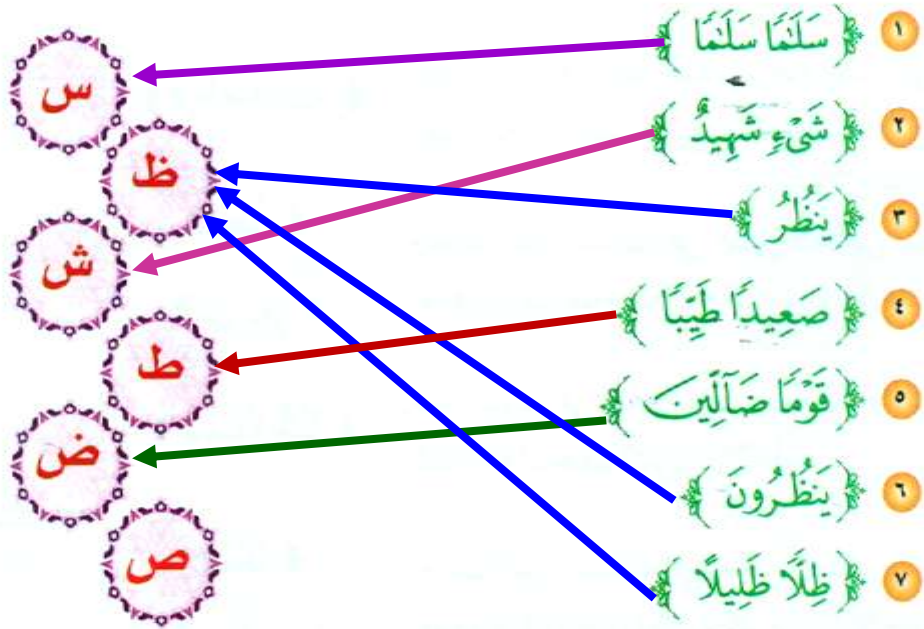 ١ ﴿ سَلَٰمًا سَلَٰمًا ﴾
٢ ﴿ شَىْءٍ شَهِيدٌ ﴾
٣ ﴿ يَنظُرُ ﴾
٤ ﴿ صَعِيدًا طَيِّبًا ﴾
٥ ﴿ قَوْمًا ضَآلِّينَ ﴾
٦ ﴿ يَنظُرُونَ ﴾
٧ ﴿ ظِلًّا ظَلِيلًا ﴾
س
ظ
ش
ط
ض
ص